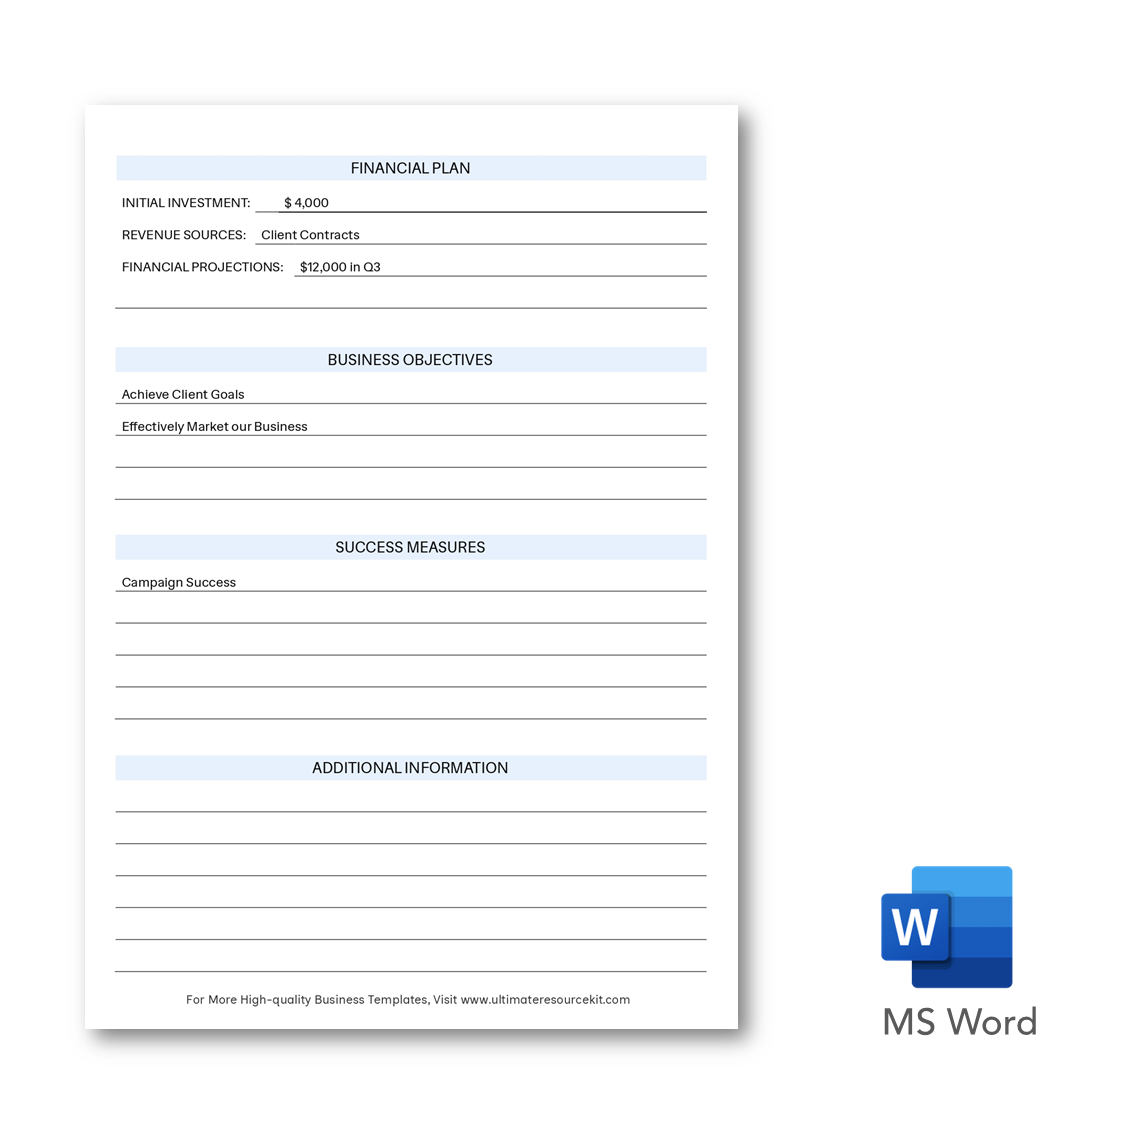 FINANCIAL PLAN
INITIAL INVESTMENT: $ 4,000
REVENUE SOURCES: Client Contracts
FINANCIAL PROJECTIONS: $12,000 in Q3
BUSINESS OBJECTIVES
Achieve Client Goals
Effectively Market our Business
SUCCESS MEASURES
Campaign Success
ADDITIONAL INFORMATION
For More High-quality Business Templates, Visit www.ultimateresourcekit.com
W
MS Word